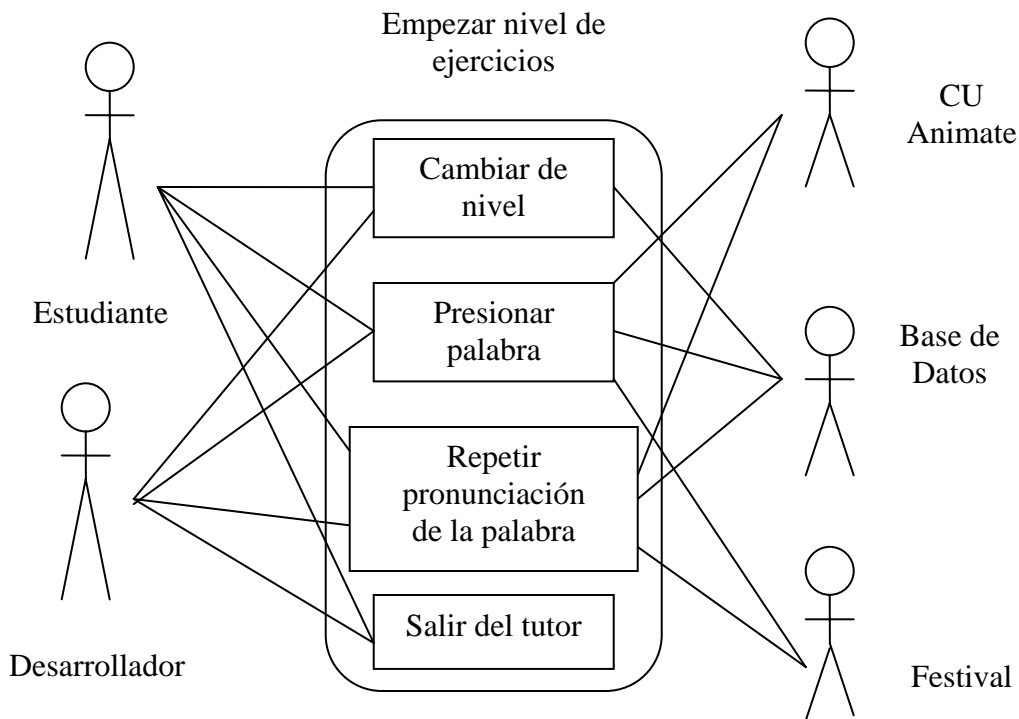 Empezar nivel de
ejercicios
CU
Animate
Cambiar de
nivel
Estudiante
Presionar
palabra
Base de
Datos
Repetir
pronunciación
de la palabra
Salir del tutor
Desarrollador
Festival